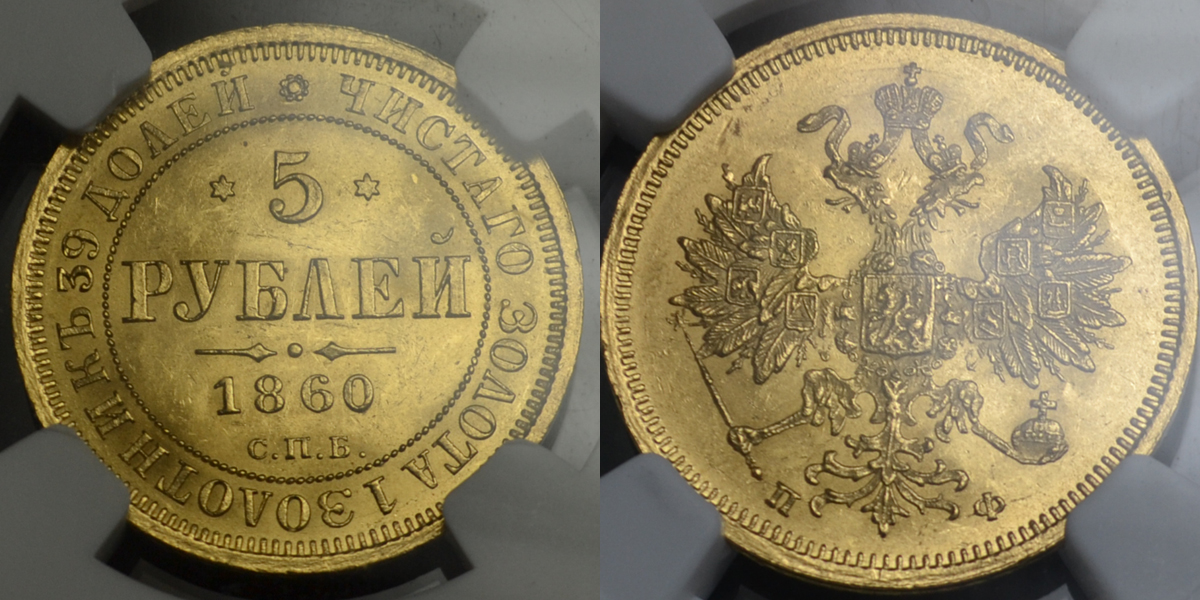 ЧИСТАГО ЗОЛОТА 1 ЗОЛОТНИКЪ 39 ДОЛЕЙ
5
РУБЛЕЙ
1860
С.П.Б.
П Ф